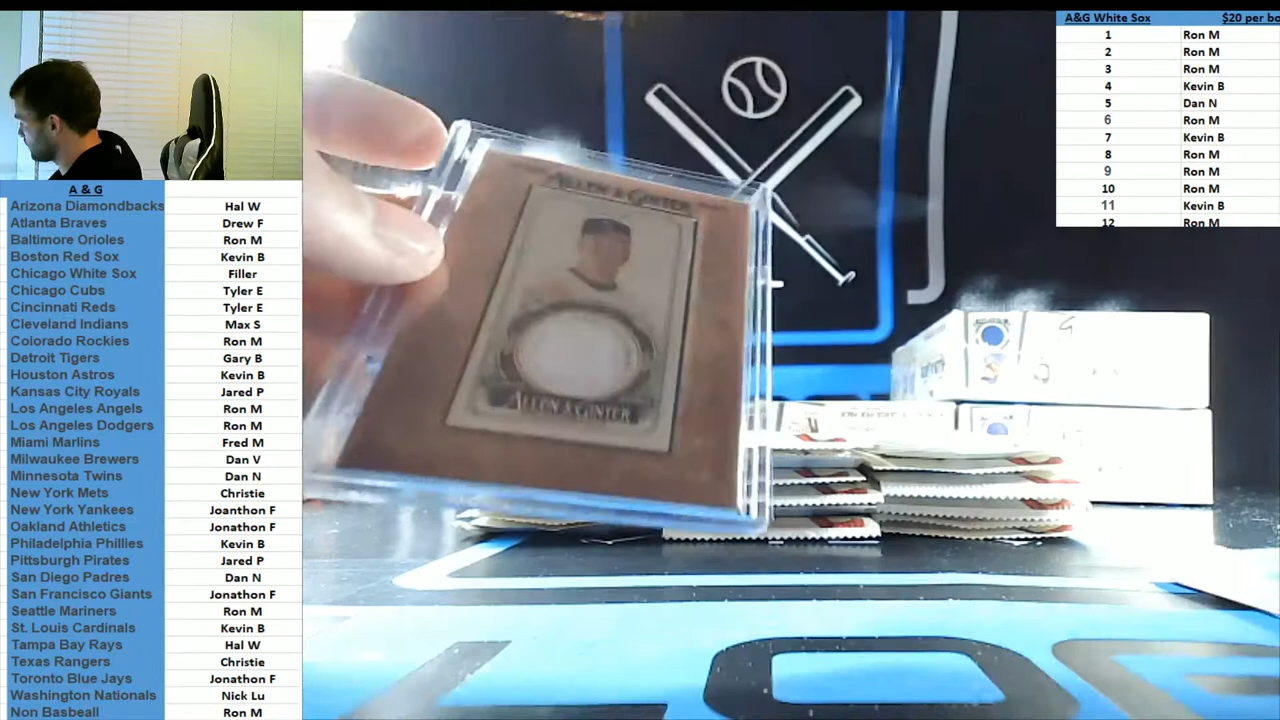 A&G White Sox $20 per bo
1 Ron M
2 Ron M
3 Ron M
4 Kevin B
5 Dan N
6 Ron M
7 Kevin B
8 Ron M
9 Ron M
10 Ron M
11 Kevin B
12 Ron M
A & G
Arizona Diamondbacks Hal W
Atlanta Braves Drew F
Baltimore Orioles Ron M
Boston Red Sox Kevin B
Chicago White Sox Filler
Chicago Cubs Tyler E
Cincinnati Reds Tyler E
Cleveland Indians Max S
Colorado Rockies Ron M
Detroit Tigers Gary B
Houston Astros Kevin B
Kansas City Royals Jared P
Los Angeles Angels Ron M
Los Angeles Dodgers Ron M
Miami Marlins Fred M
Milwaukee Brewers Dan V
Minnesota Twins Dan N
New York Mets Christie
New York Yankees Joanthon F
Oakland Athletics Jonathon F
Philadelphia Phillies Kevin B
Pittsburgh Pirates Jared P
San Diego Padres Dan N
San Francisco Giants Jonathon F
Seattle Mariners Ron M
St. Louis Cardinals Kevin B
Tampa Bay Rays Hal W
Texas Rangers Christie
Toronto Blue Jays Jonathon F
Washington Nationals Nick Lu
Non Basbeall Ron M
ALLEN & GINTER
ALLEN & GINTER